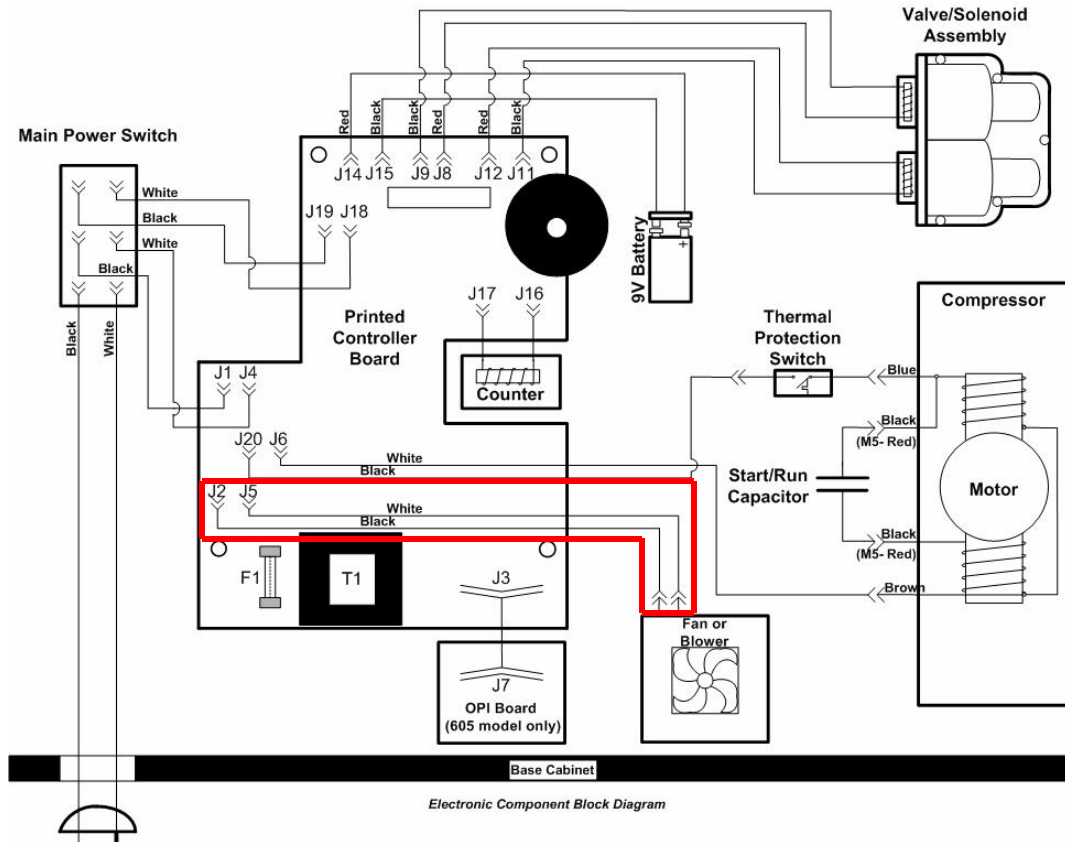 Valve/Solenoid
Assembly
Main Power Switch
Red
Black
Black
Red
Red
Black
J14
J15
J9
J8
J12
J11
White
Black
White
Black
J19
J18
9V Battery
+
Black
White
Printed
Controller
Board
J17
J16
Counter
Thermal
Protection
Switch
Compressor
Blue
J1
J4
Black
(M5- Red)
J20
J6
White
Black
Start/Run
Capacitor
Motor
J2
J5
White
Black
Black
(M5- Red)
F1
T1
J3
Brown
Fan or
Blower
J7
OPI Board
(605 model only)
Base Cabinet
Electronic Component Block Diagram